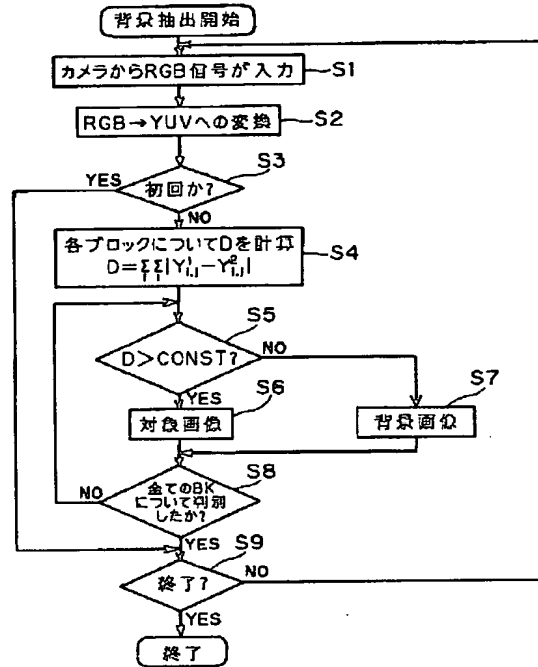 背景抽出開始
カメラからRGB信号が入力
S1
RGB→YUVへの変換
S2
S3
初回か?
YES
NO
各ブロックについてDを計算
D=ΣΣ|Y¹i,j−Y²i,j|
S4
S5
D>CONST?
NO
YES
S6
対象画像
S7
背景画像
S8
全てのBK
について判別
したか?
NO
YES
S9
終了?
NO
YES
終了